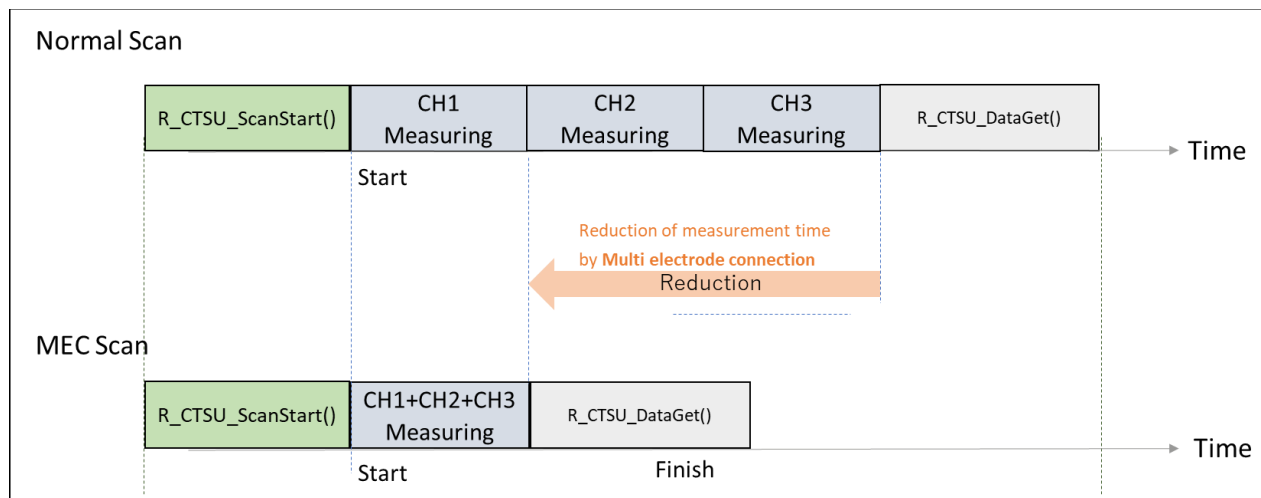 Normal Scan
R_CTSU_ScanStart()
CH1
Measuring
CH2
Measuring
CH3
Measuring
R_CTSU_DataGet()
Time
Start
Reduction of measurement time
by Multi electrode connection
Reduction
MEC Scan
R_CTSU_ScanStart()
CH1+CH2+CH3
Measuring
R_CTSU_DataGet()
Time
Start
Finish